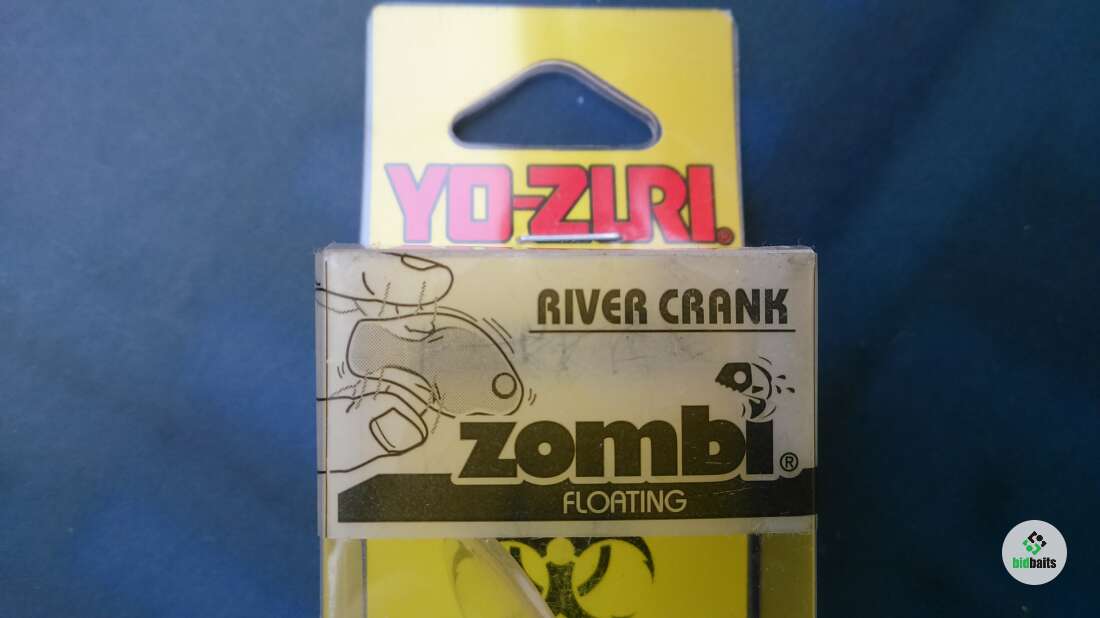 YO-ZURI®
RIVER CRANK
zombi®
FLOATING
bidbaits